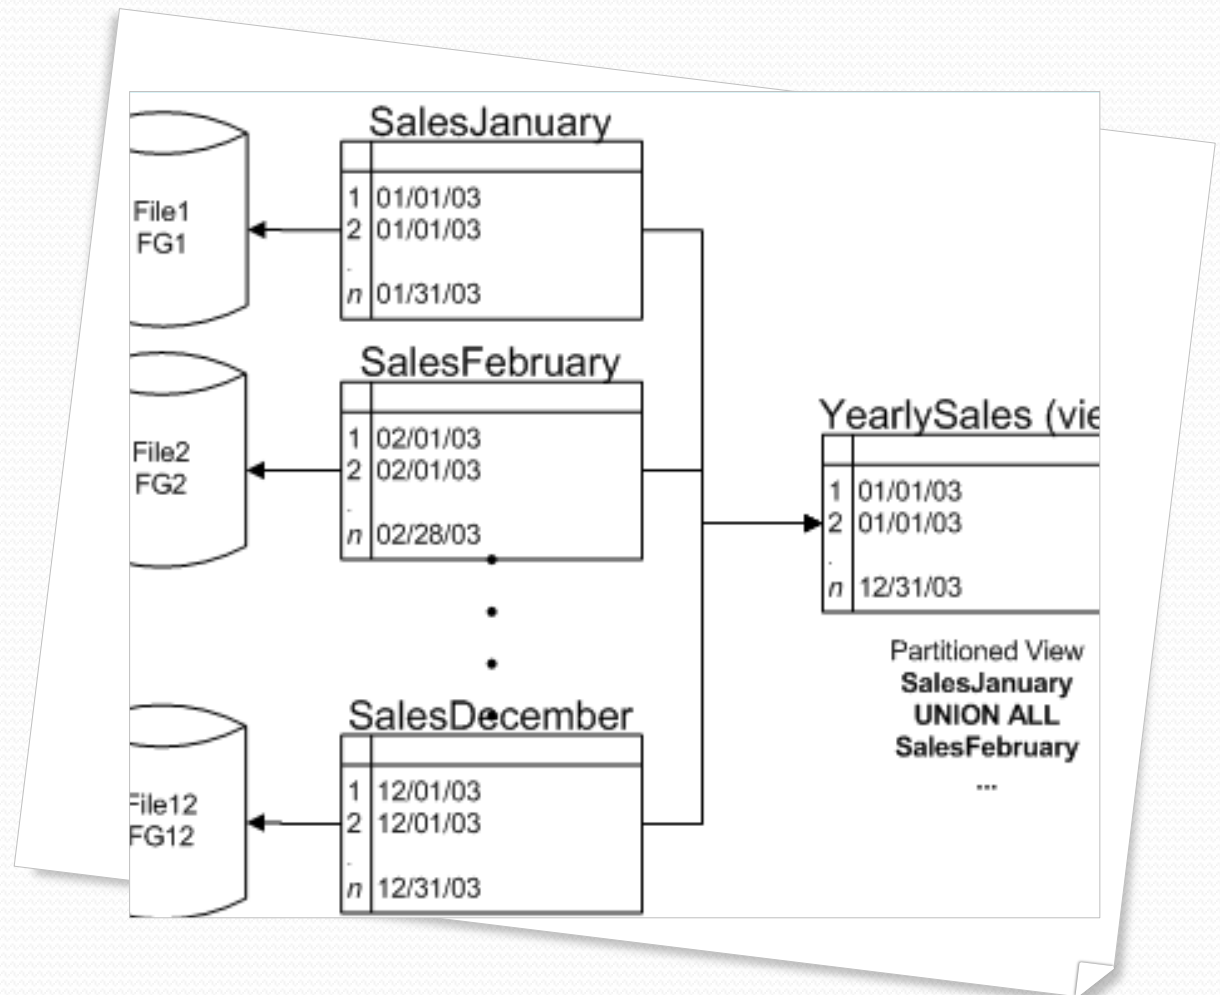 SalesJanuary
File1
FG1
1 01/01/03
2 01/01/03
.
n 01/31/03
SalesFebruary
File2
FG2
1 02/01/03
2 02/01/03
.
n 02/28/03
SalesDecember
File12
FG12
1 12/01/03
2 12/01/03
.
n 12/31/03
YearlySales (vie
1 01/01/03
2 01/01/03
.
n 12/31/03
Partitioned View
SalesJanuary
UNION ALL
SalesFebruary
...